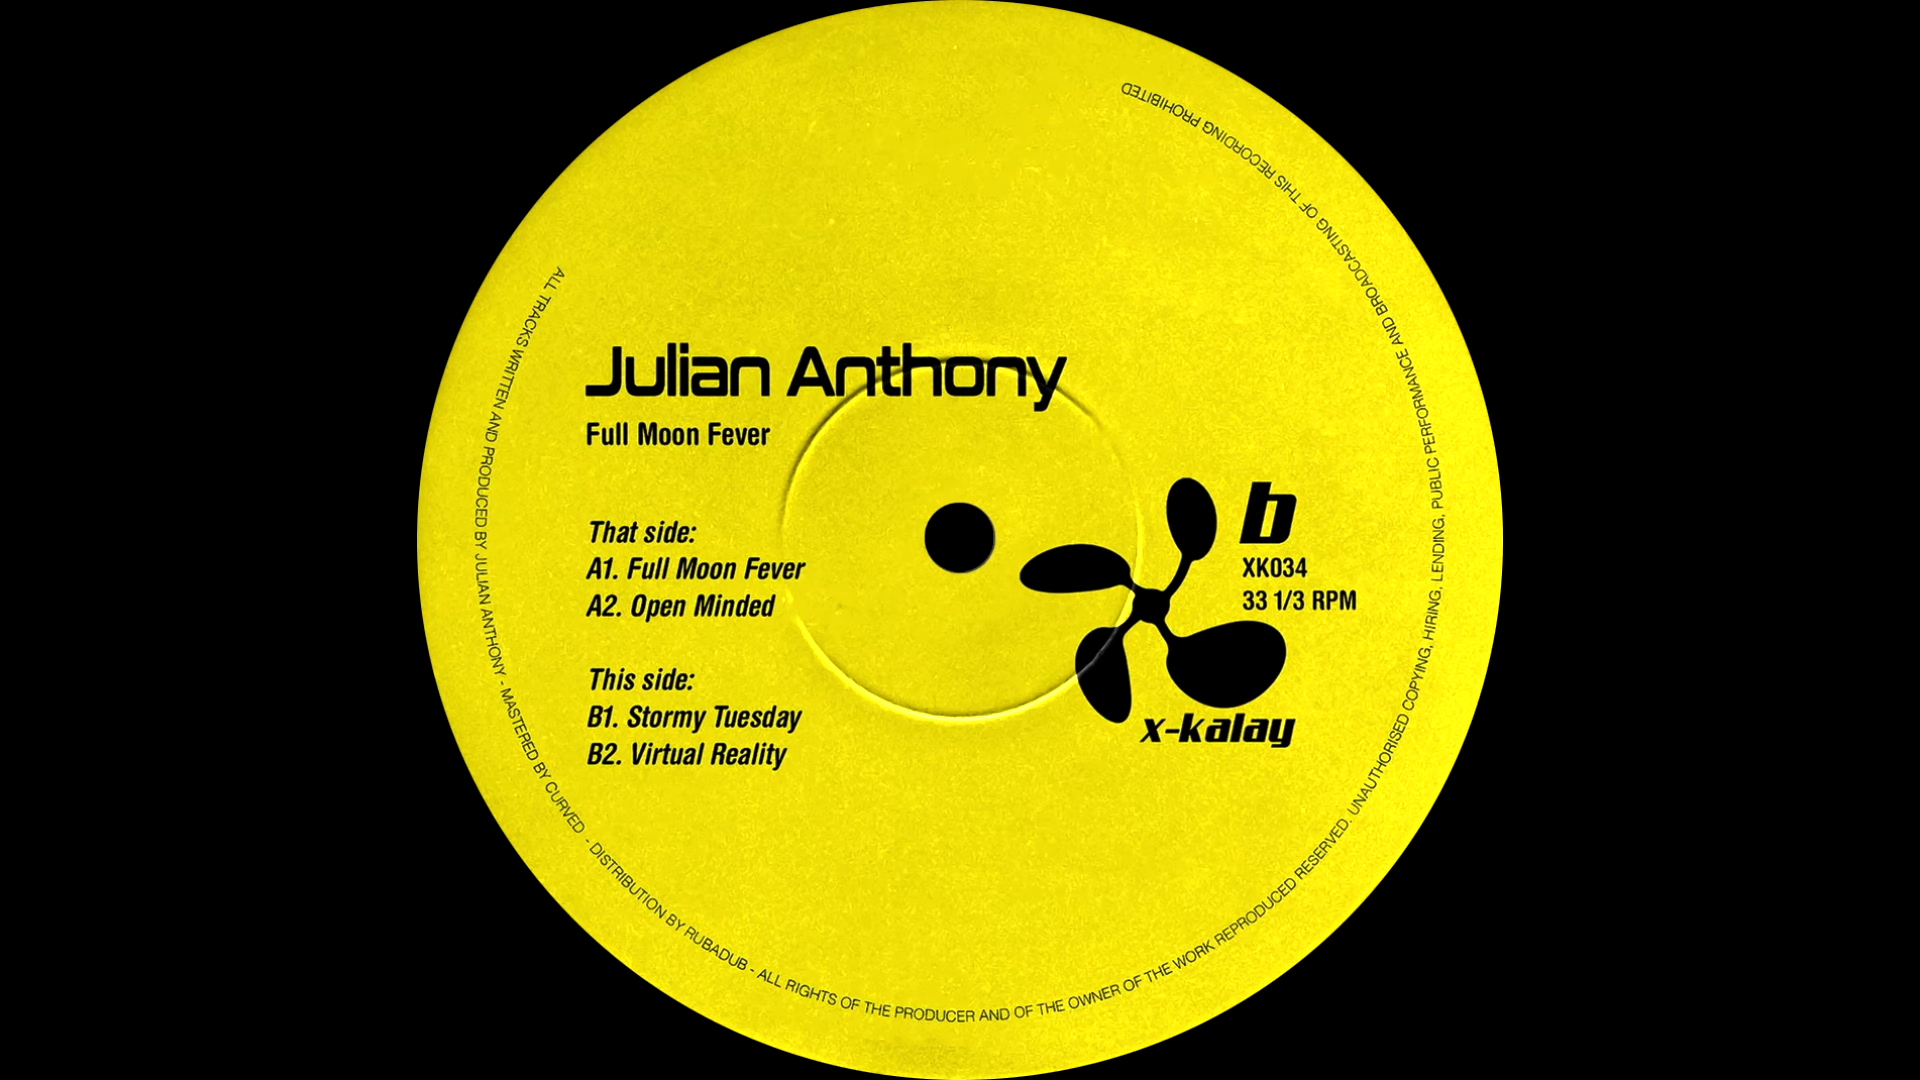 Julian Anthony
Full Moon Fever
That side:
A1. Full Moon Fever
A2. Open Minded
This side:
B1. Stormy Tuesday
B2. Virtual Reality
b
XK034
33 1/3 RPM
x-kalay
ALL TRACKS WRITTEN AND PRODUCED BY JULIAN ANTHONY - MASTERED BY CURVED - DISTRIBUTION BY RUBADUB - ALL RIGHTS OF THE PRODUCER AND OF THE OWNER OF THE WORK REPRODUCED RESERVED. UNAUTHORISED COPYING, HIRING, LENDING, PUBLIC PERFORMANCE AND BROADCASTING OF THIS RECORDING PROHIBITED